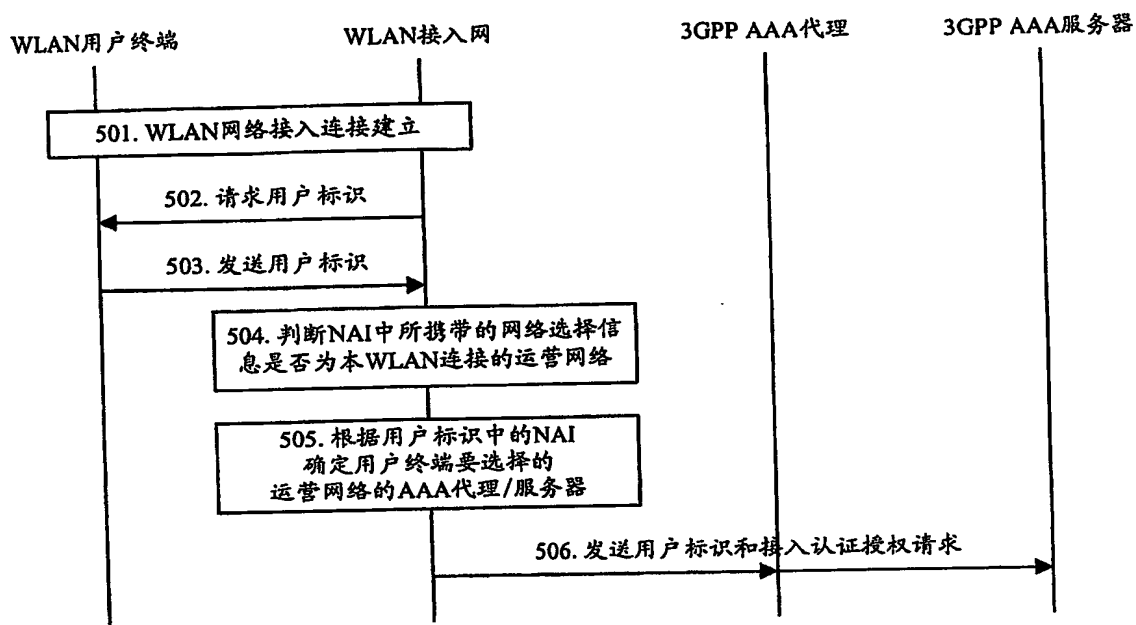 WLAN用户终端
WLAN接入网
3GPP AAA代理
3GPP AAA服务器
501. WLAN网络接入连接建立
502. 请求用户标识
503. 发送用户标识
504. 判断NAI中所携带的网络选择信
息是否为本WLAN连接的运营网络
505. 根据用户标识中的NAI
确定用户终端要选择的
运营网络的AAA代理/服务器
506. 发送用户标识和接入认证授权请求